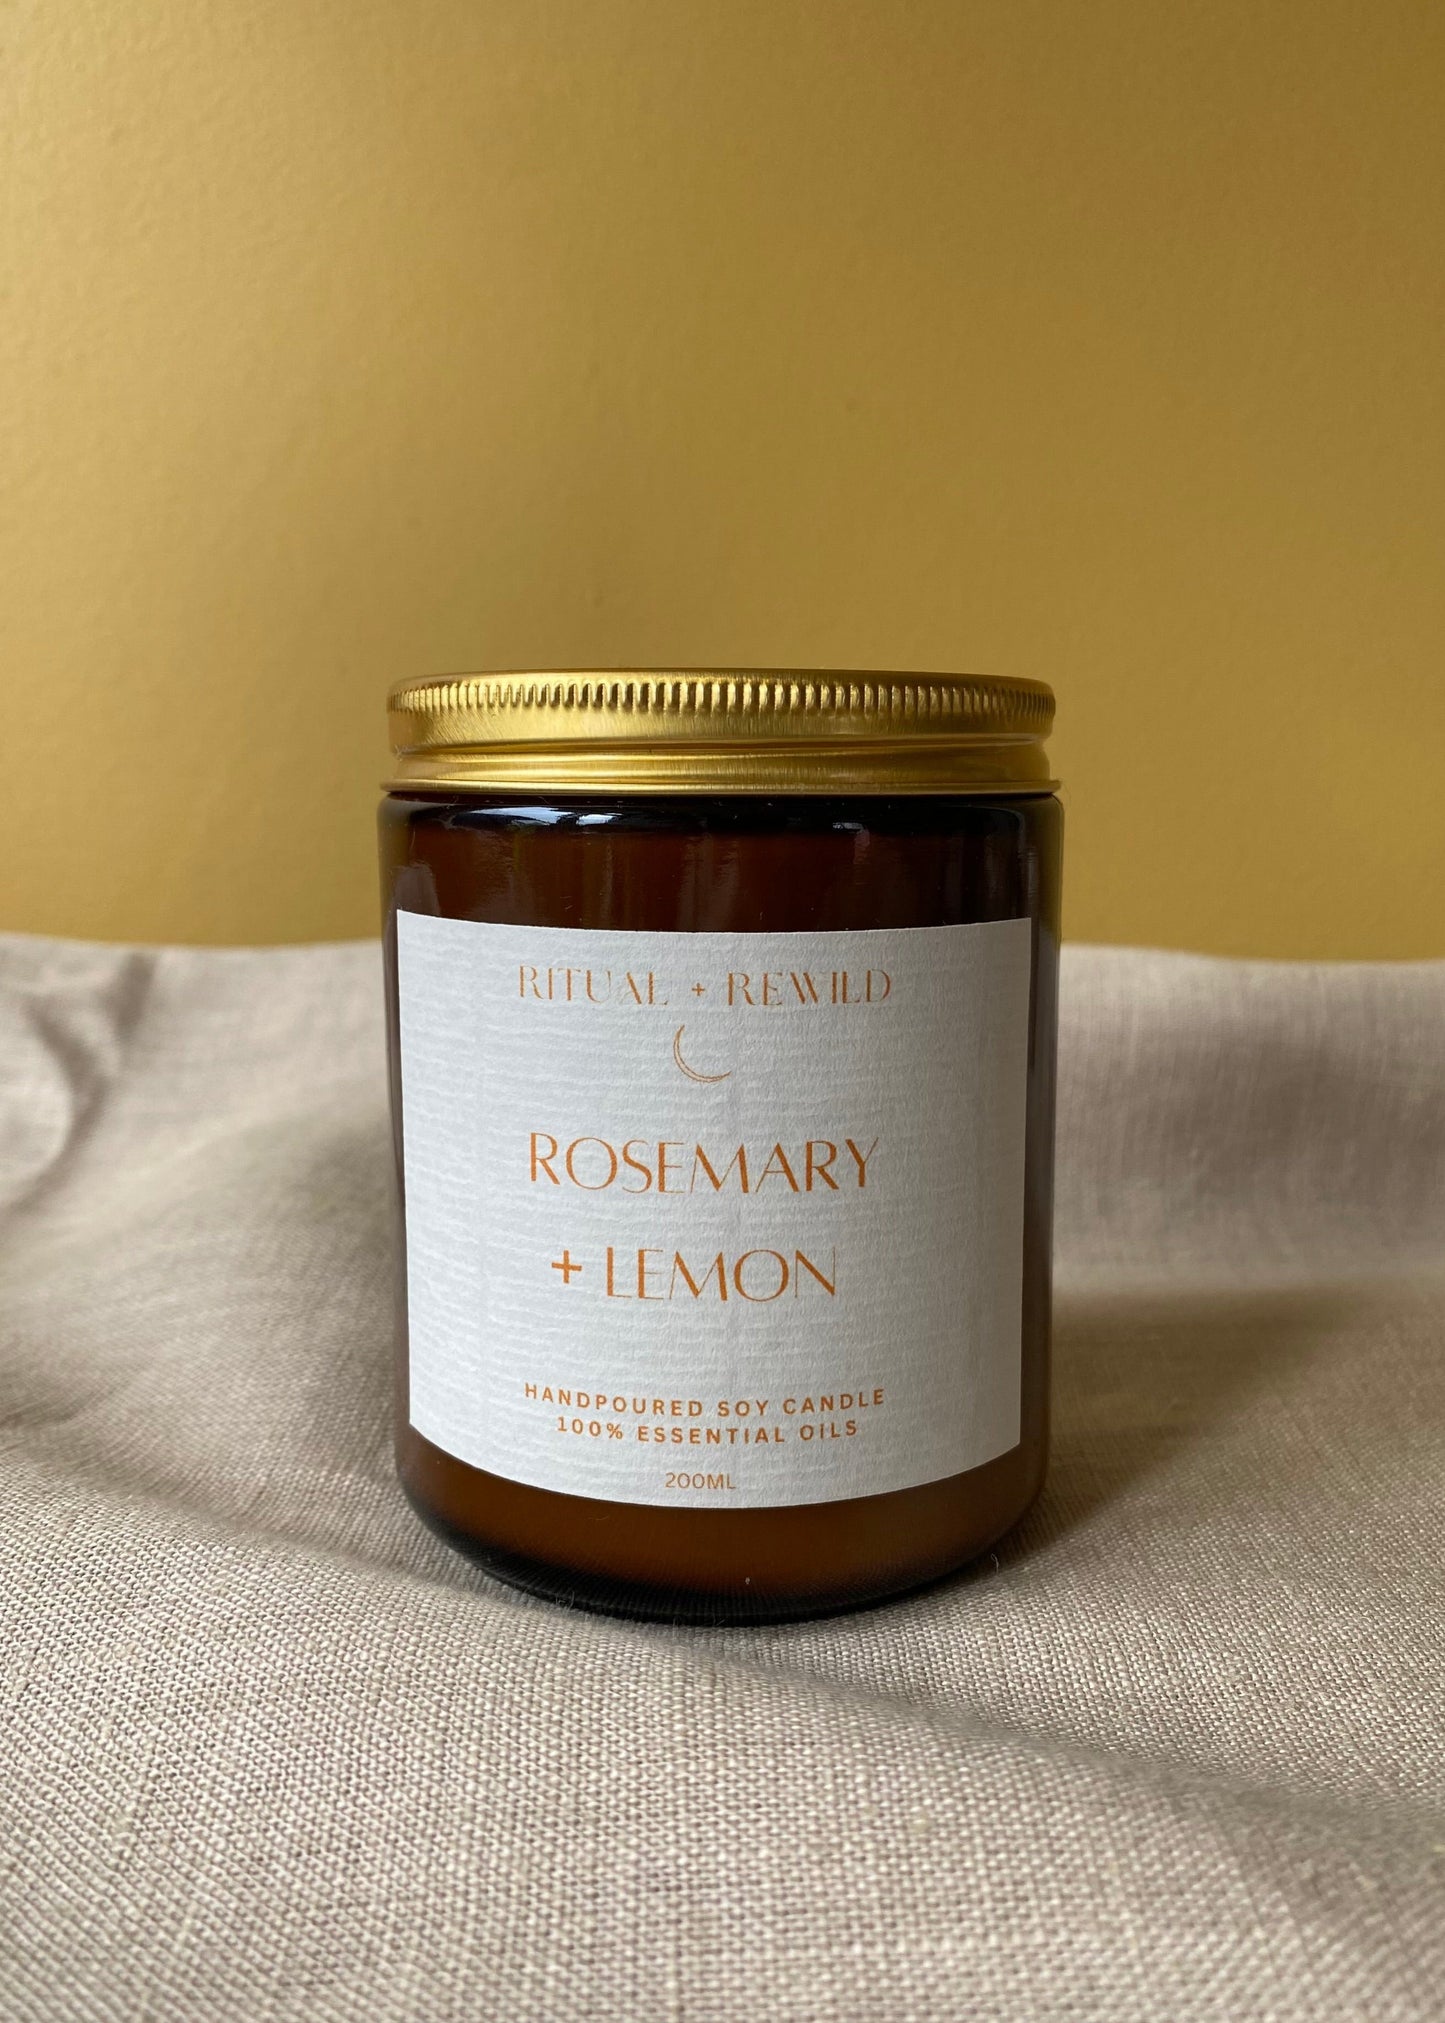 RITUAL + REWILD
ROSEMARY
+ LEMON
HANDPOURED SOY CANDLE
100% ESSENTIAL OILS
200ML